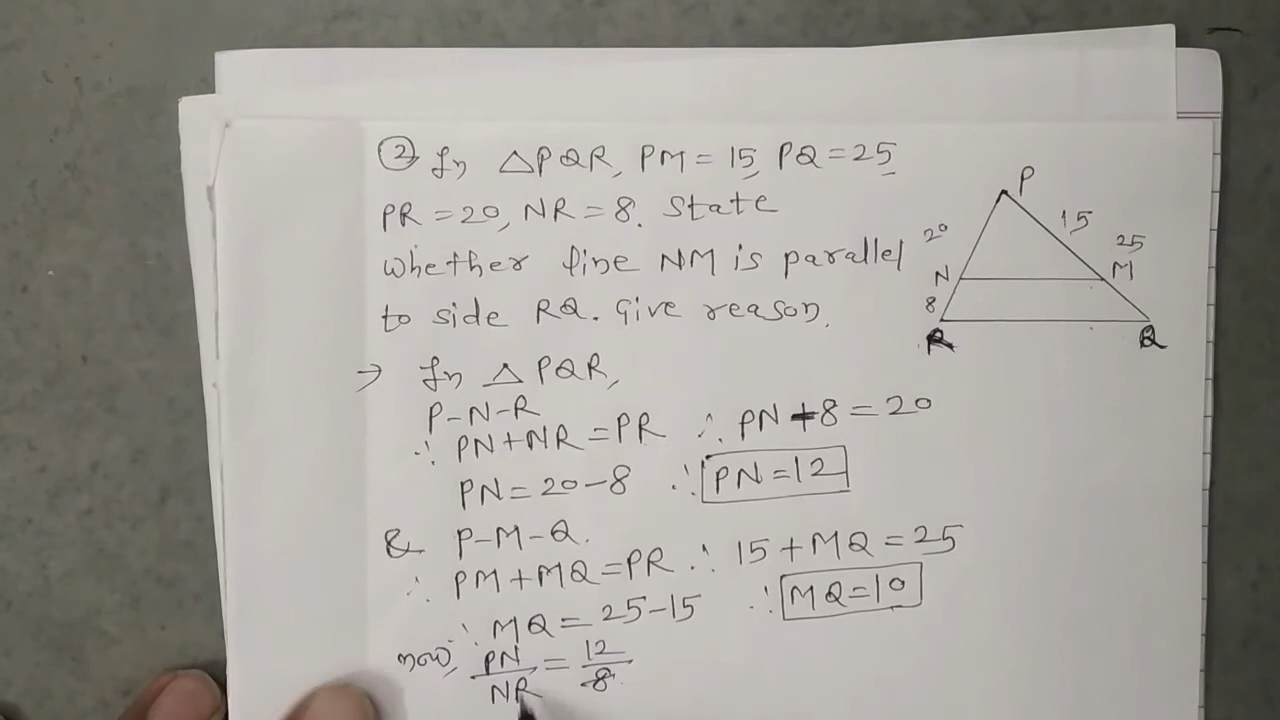 ② In △PQR, PM = 15, PQ = 25
PR = 20, NR = 8. State
whether line NM is parallel
to side RQ. Give reason.
P
15
20
25
N
M
8
R
Q
→ In △ PQR,
P-N-R
∴ PN + NR = PR ∴ PN + 8 = 20
PN = 20 - 8 ∴ PN = 12
& P-M-Q.
∴ PM + MQ = PR ∴ 15 + MQ = 25
∴ MQ = 25 - 15 ∴ MQ = 10
now, PN/NR = 12/8